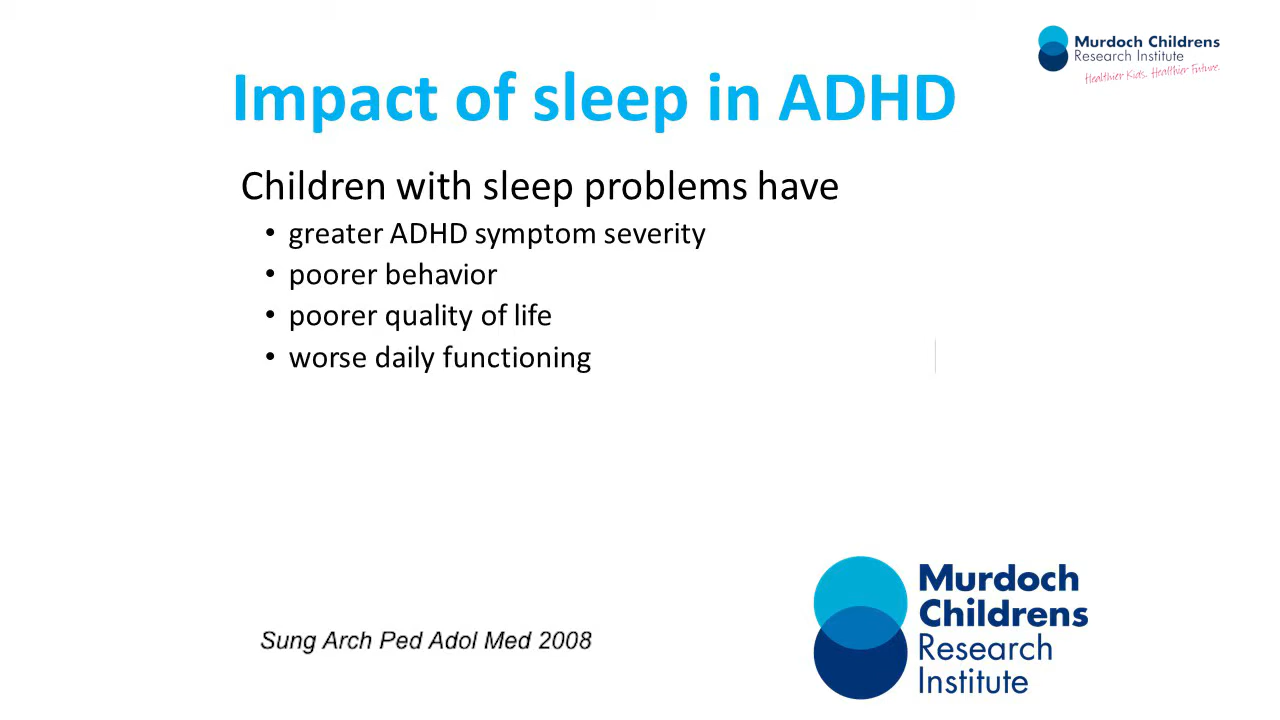 Murdoch Childrens
Research Institute
Healthier Kids. Healthier Future.
Impact of sleep in ADHD
Children with sleep problems have
• greater ADHD symptom severity
• poorer behavior
• poorer quality of life
• worse daily functioning
Sung Arch Ped Adol Med 2008
Murdoch
Childrens
Research
Institute